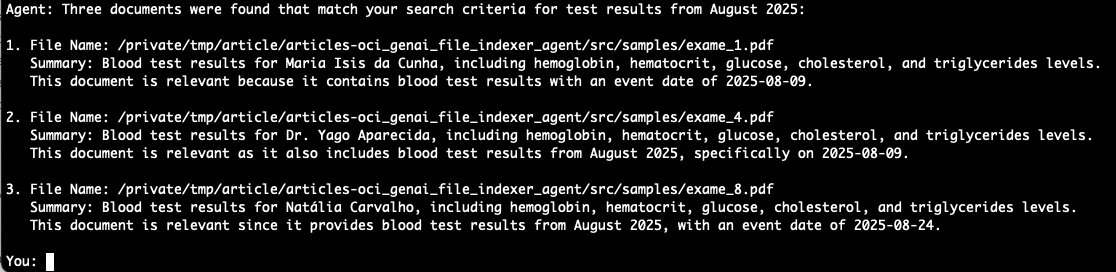 Agent: Three documents were found that match your search criteria for test results from August 2025:
1. File Name: /private/tmp/article/articles-oci_genai_file_indexer_agent/src/samples/exame_1.pdf
Summary: Blood test results for Maria Isis da Cunha, including hemoglobin, hematocrit, glucose, cholesterol, and triglycerides levels.
This document is relevant because it contains blood test results with an event date of 2025-08-09.
2. File Name: /private/tmp/article/articles-oci_genai_file_indexer_agent/src/samples/exame_4.pdf
Summary: Blood test results for Dr. Yago Aparecida, including hemoglobin, hematocrit, glucose, cholesterol, and triglycerides levels.
This document is relevant as it also includes blood test results from August 2025, specifically on 2025-08-09.
3. File Name: /private/tmp/article/articles-oci_genai_file_indexer_agent/src/samples/exame_8.pdf
Summary: Blood test results for Natália Carvalho, including hemoglobin, hematocrit, glucose, cholesterol, and triglycerides levels.
This document is relevant since it provides blood test results from August 2025, with an event date of 2025-08-24.
You: